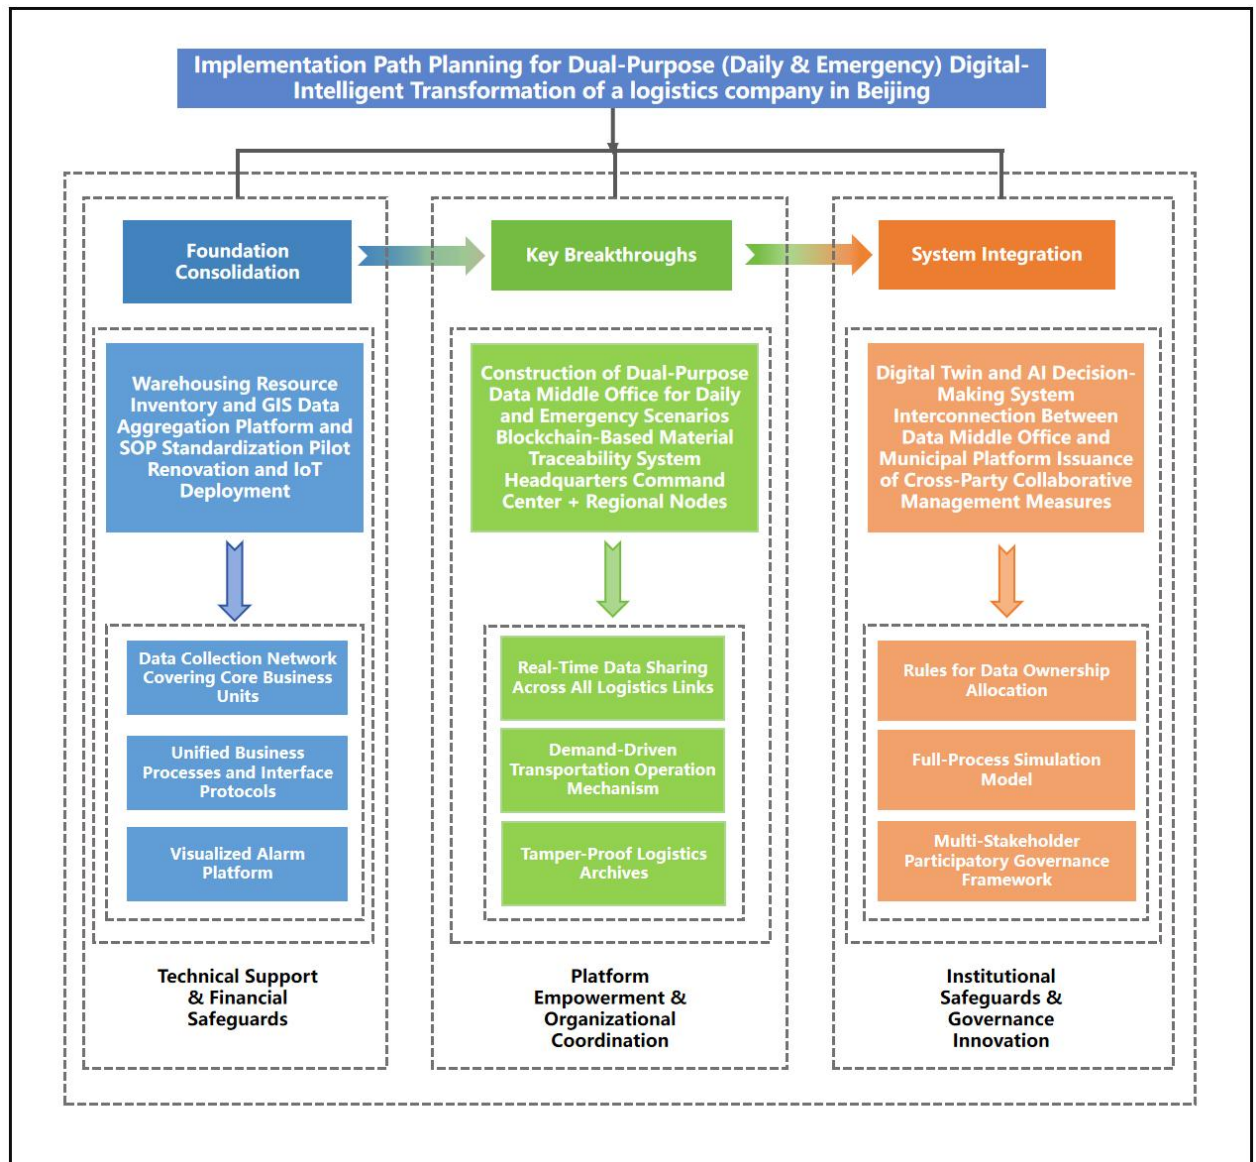 Implementation Path Planning for Dual-Purpose (Daily & Emergency) Digital-
Intelligent Transformation of a logistics company in Beijing
Foundation
Consolidation
Key Breakthroughs
System Integration
Warehousing Resource
Inventory and GIS Data
Aggregation Platform and
SOP Standardization Pilot
Renovation and IoT
Deployment
Construction of Dual-Purpose
Data Middle Office for Daily
and Emergency Scenarios
Blockchain-Based Material
Traceability System
Headquarters Command
Center + Regional Nodes
Digital Twin and AI Decision-
Making System
Interconnection Between
Data Middle Office and
Municipal Platform Issuance
of Cross-Party Collaborative
Management Measures
Data Collection Network
Covering Core Business
Units
Unified Business
Processes and Interface
Protocols
Visualized Alarm
Platform
Real-Time Data Sharing
Across All Logistics Links
Demand-Driven
Transportation Operation
Mechanism
Tamper-Proof Logistics
Archives
Rules for Data Ownership
Allocation
Full-Process Simulation
Model
Multi-Stakeholder
Participatory Governance
Framework
Technical Support
& Financial
Safeguards
Platform
Empowerment &
Organizational
Coordination
Institutional
Safeguards &
Governance
Innovation